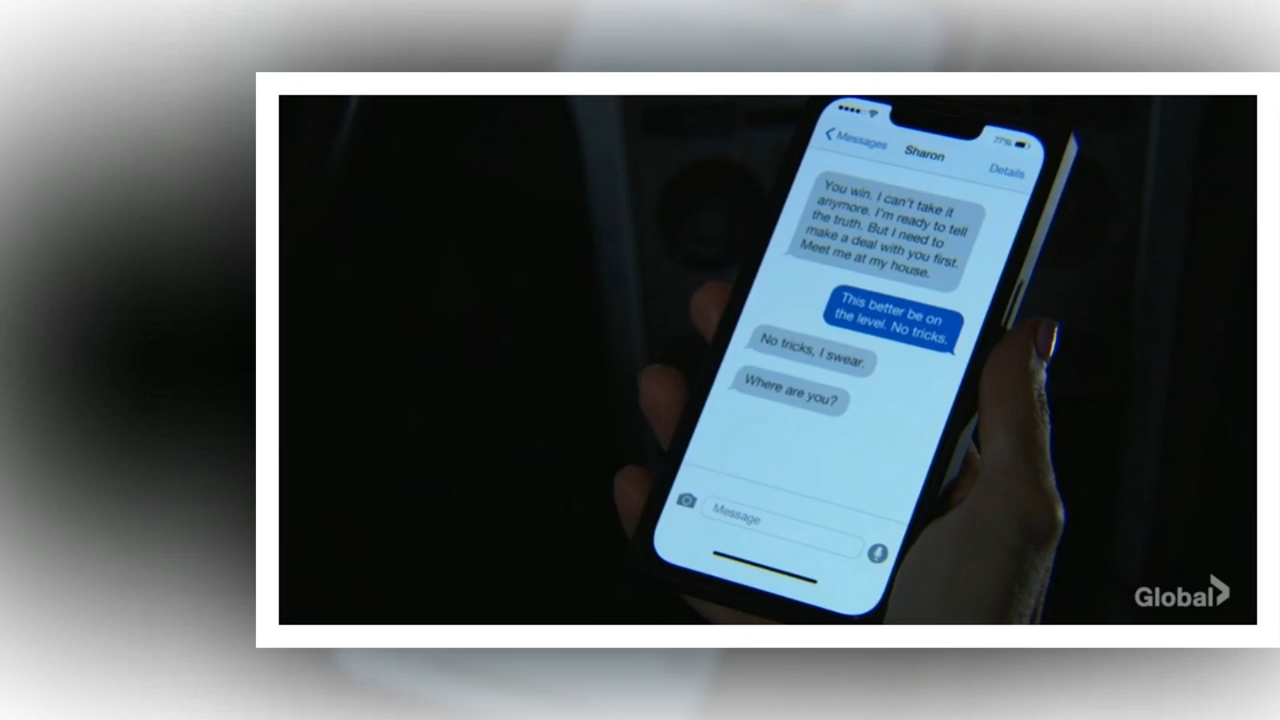 77%
Messages
Sharon
Details
You win. I can't take it
anymore. I'm ready to tell
the truth. But I need to
make a deal with you first.
Meet me at my house.
This better be on
the level. No tricks.
No tricks, I swear.
Where are you?
Message
Global